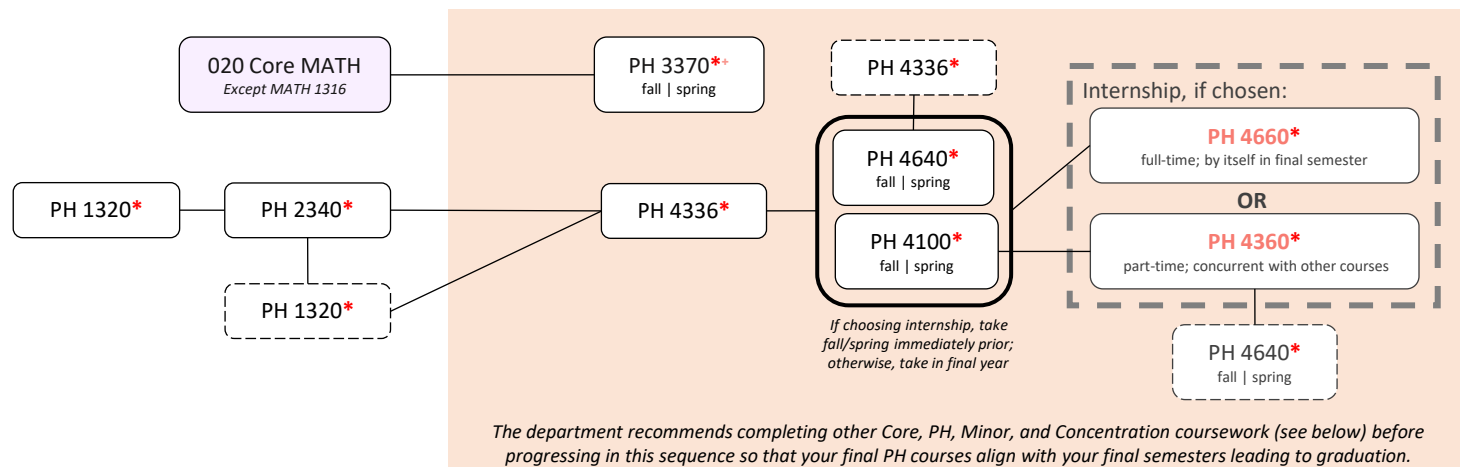 020 Core MATH
Except MATH 1316
PH 3370*+
fall | spring
PH 4336*
Internship, if chosen:
PH 4660*
full-time; by itself in final semester
PH 4640*
fall | spring
PH 1320*
PH 2340*
PH 4336*
OR
PH 4100*
fall | spring
PH 4360*
part-time; concurrent with other courses
PH 1320*
If choosing internship, take
fall/spring immediately prior;
otherwise, take in final year
PH 4640*
fall | spring
The department recommends completing other Core, PH, Minor, and Concentration coursework (see below) before
progressing in this sequence so that your final PH courses align with your final semesters leading to graduation.